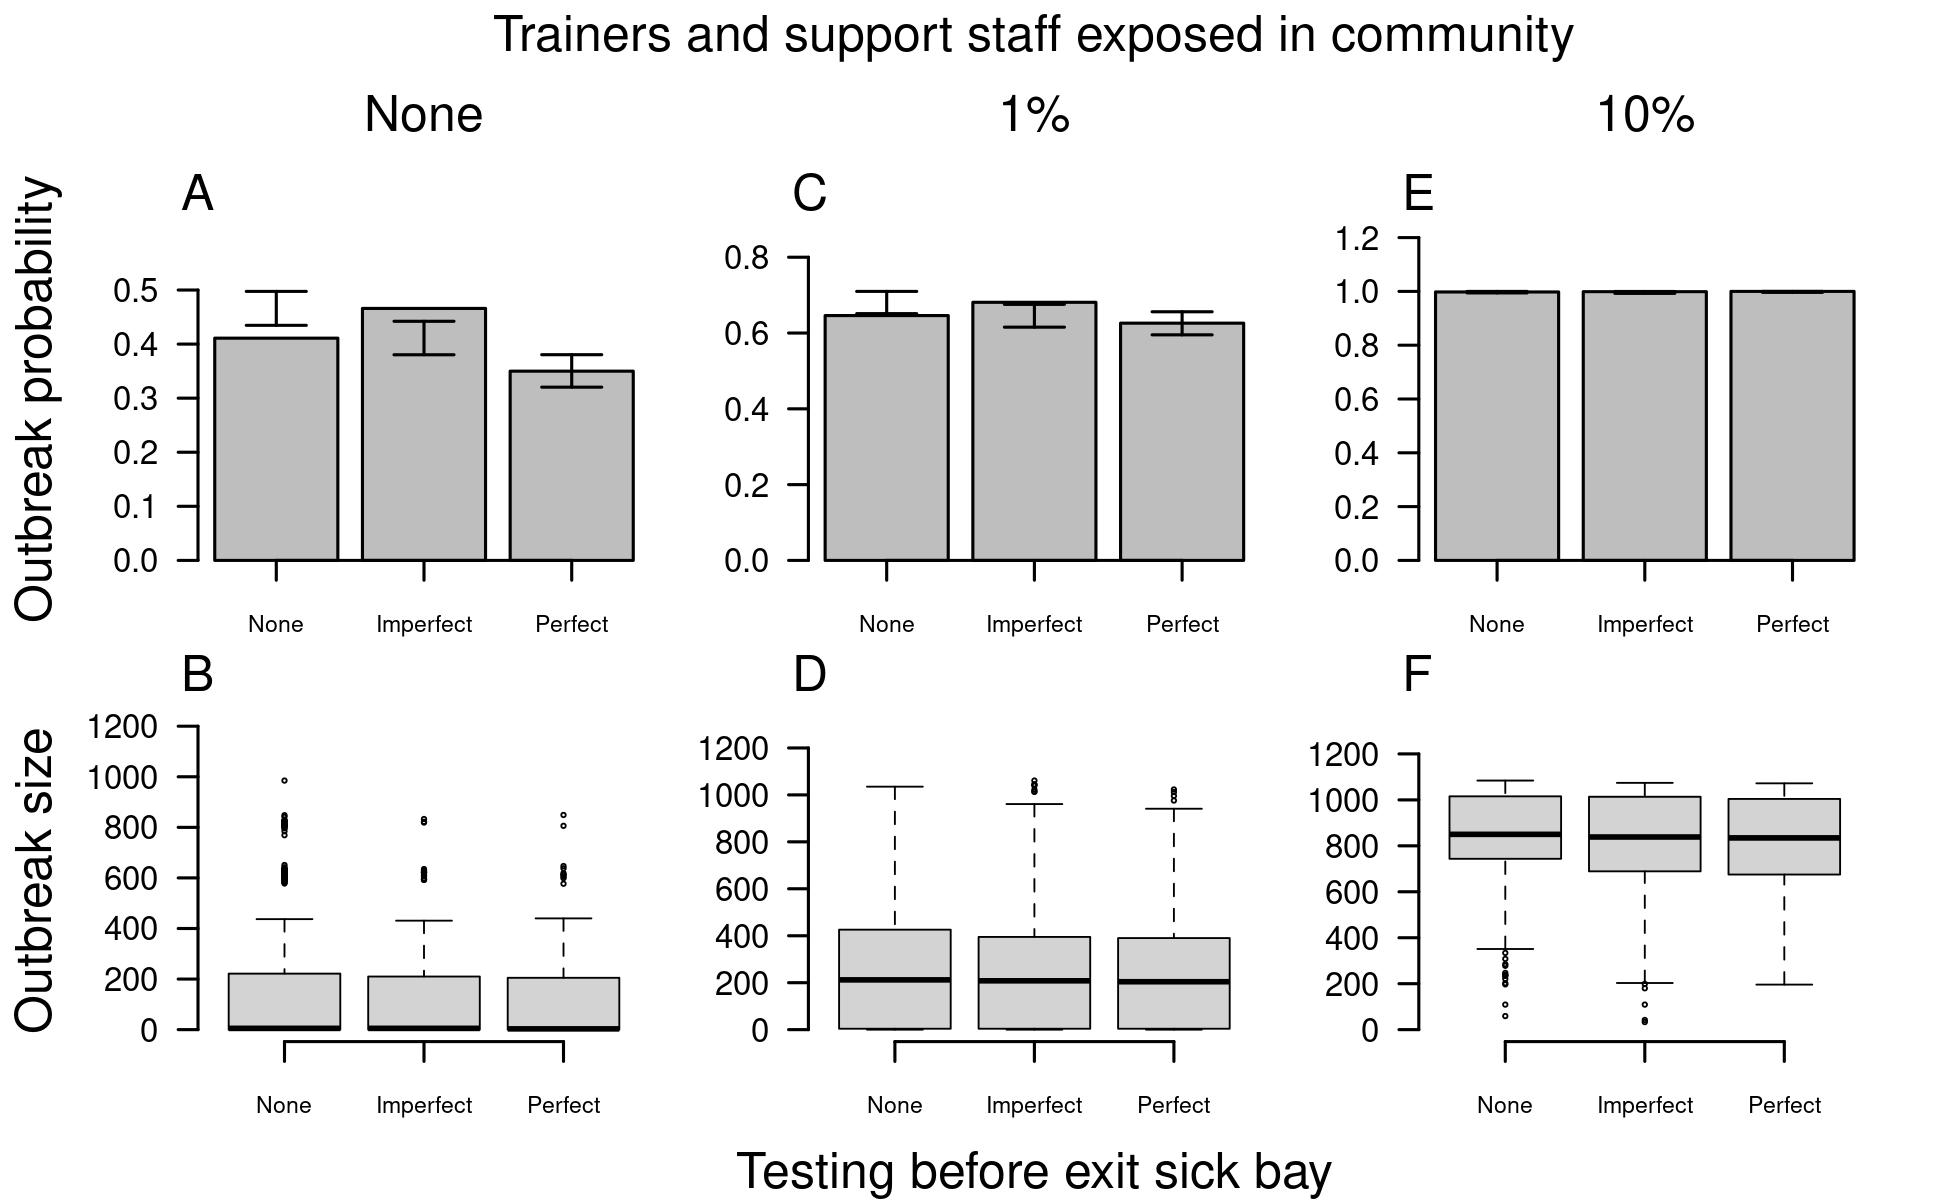 Trainers and support staff exposed in community
None
1%
10%
Outbreak probability
A
0.5
0.4
0.3
0.2
0.1
0.0
None Imperfect Perfect
C
0.8
0.6
0.4
0.2
0.0
None Imperfect Perfect
E
1.2
1.0
0.8
0.6
0.4
0.2
0.0
None Imperfect Perfect
Outbreak size
B
1200
1000
800
600
400
200
0
None Imperfect Perfect
D
1200
1000
800
600
400
200
0
None Imperfect Perfect
F
1200
1000
800
600
400
200
0
None Imperfect Perfect
Testing before exit sick bay